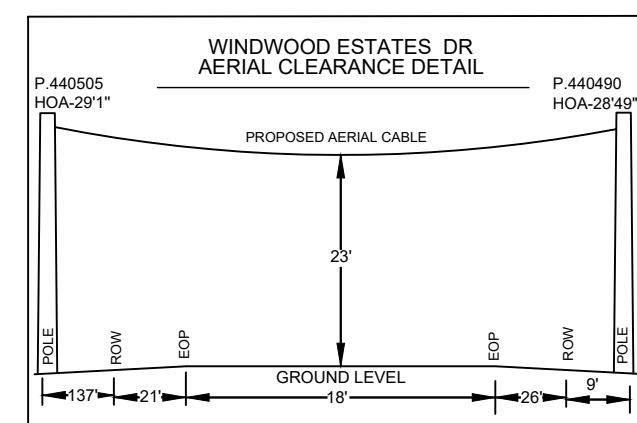 WINDWOOD ESTATES DR
AERIAL CLEARANCE DETAIL
P.440505
HOA-29'1"
P.440490
HOA-28'49"
PROPOSED AERIAL CABLE
23'
POLE
ROW
EOP
EOP
ROW
POLE
GROUND LEVEL
137'
21'
18'
26'
9'